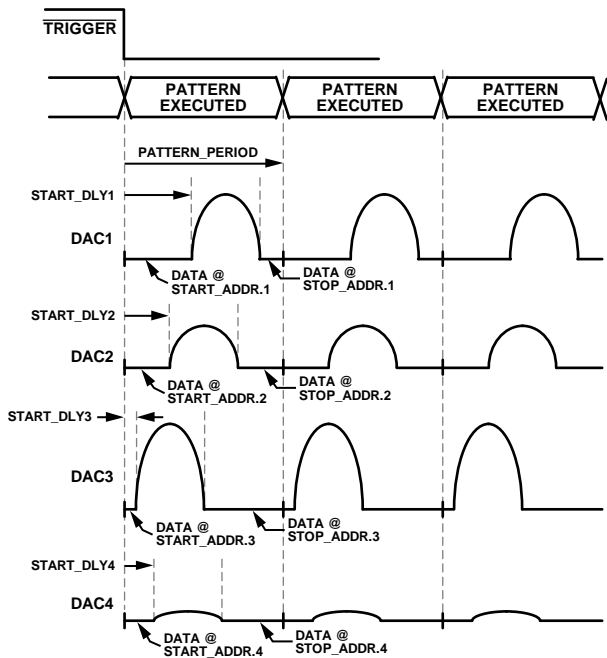 TRIGGER
PATTERN
EXECUTED
PATTERN
EXECUTED
PATTERN
EXECUTED
PATTERN_PERIOD
START_DLY1
DAC1
DATA @
START_ADDR.1
DATA @
STOP_ADDR.1
START_DLY2
DAC2
DATA @
START_ADDR.2
DATA @
STOP_ADDR.2
START_DLY3
DAC3
DATA @
START_ADDR.3
DATA @
STOP_ADDR.3
START_DLY4
DAC4
DATA @
START_ADDR.4
DATA @
STOP_ADDR.4